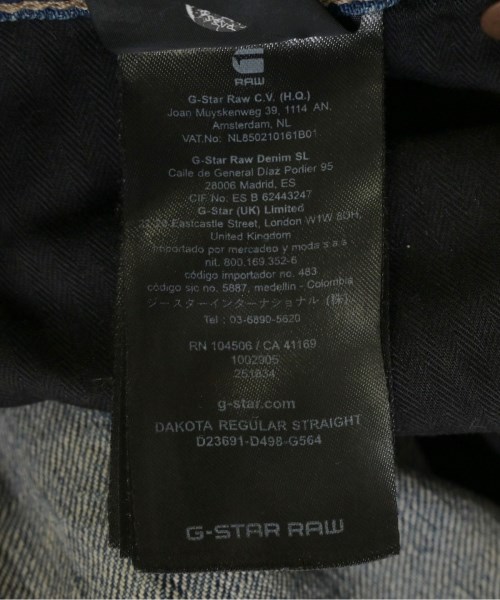 RAW
G-Star Raw C.V. (H.Q.)
Joan Muyskenweg 39, 1114 AN.
Amsterdam, NL
VAT.No: NL850210161B01
G-Star Raw Denim SL
Calle de General Díaz Porlier 95
28006 Madrid, ES
CIF No: ES B 62443247
G-Star (UK) Limited
Eastcastle Street, London W1W 8DH,
United Kingdom
importado por mercadeo y moda s a s
nit. 800.169.352-6
código importador no. 483
código sic no. 5887, medellin - Colombia
ジースターインターナショナル (株)
Tel : 03-6890-5620
RN 104506 / CA 41169
1002905
251834
g-star.com
DAKOTA REGULAR STRAIGHT
D23691-D498-G564
G-STAR RAW